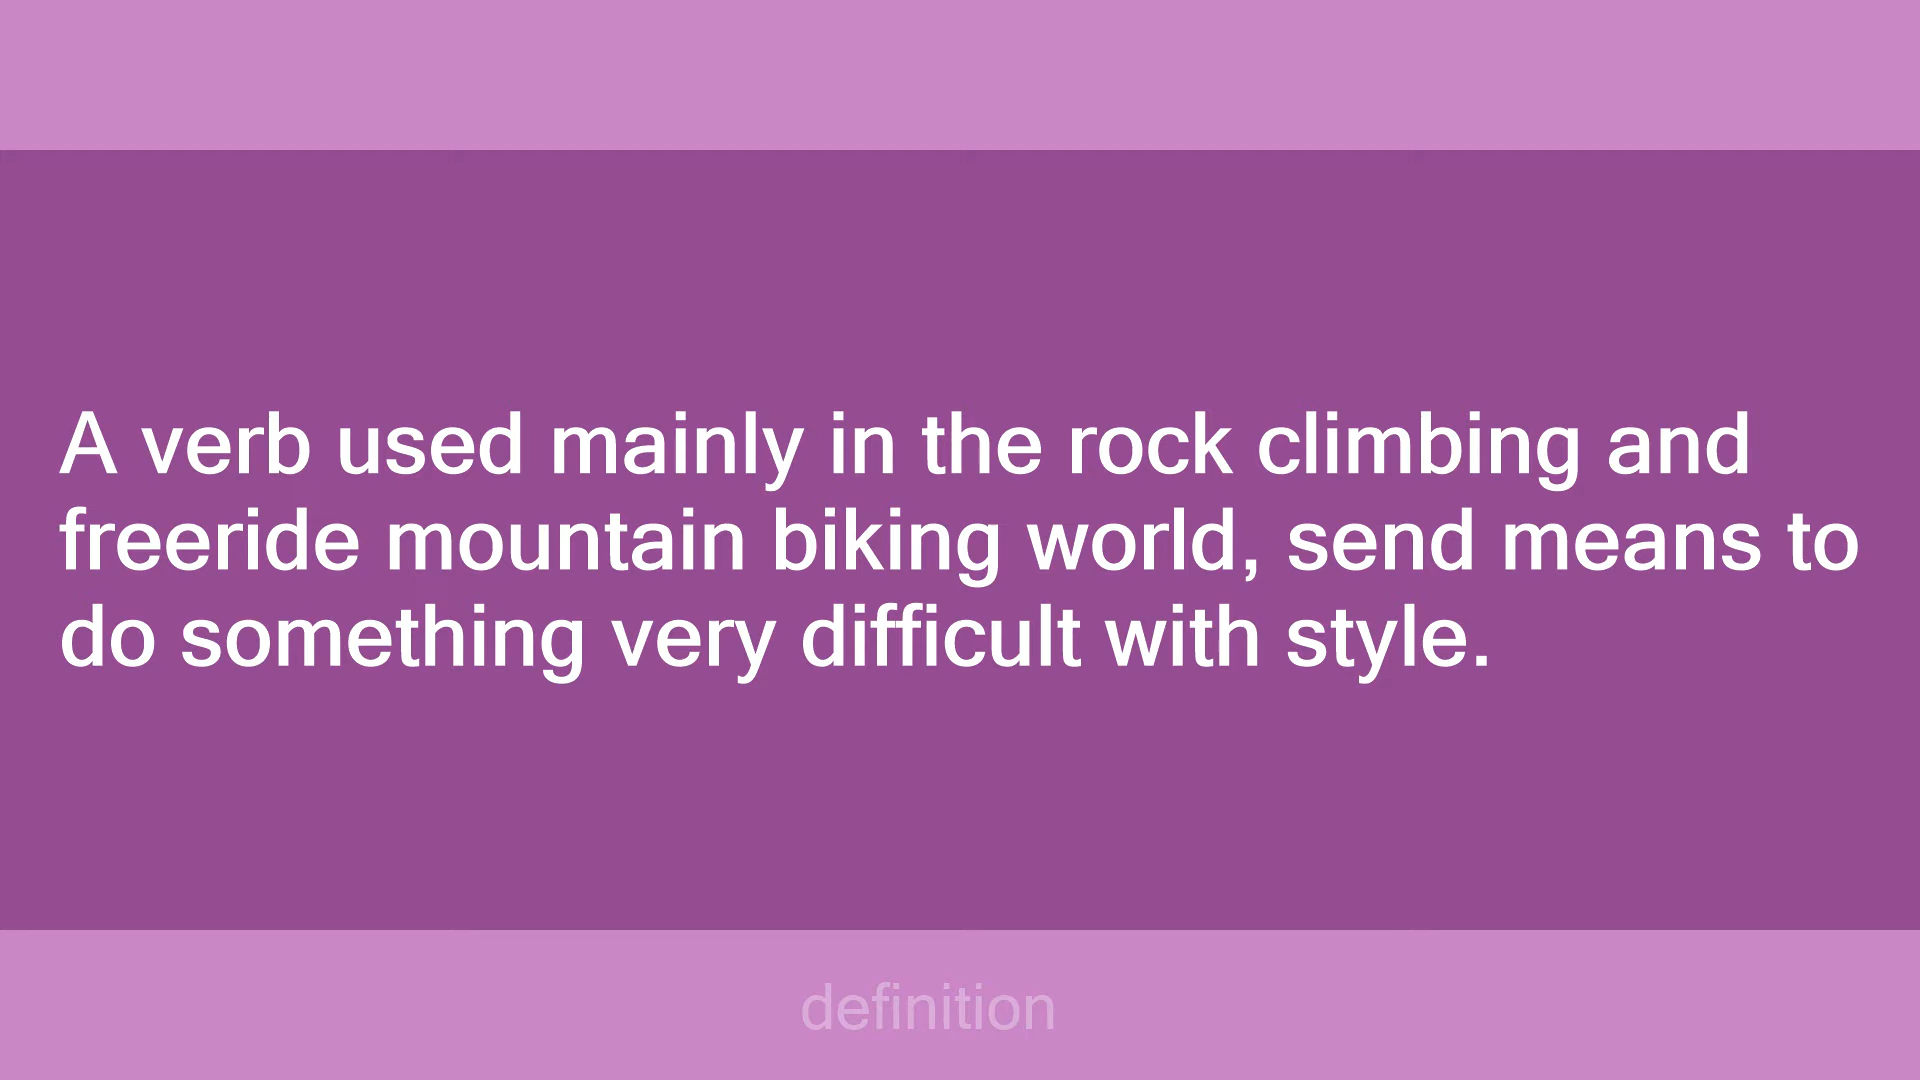 A verb used mainly in the rock climbing and
freeride mountain biking world, send means to
do something very difficult with style.
definition